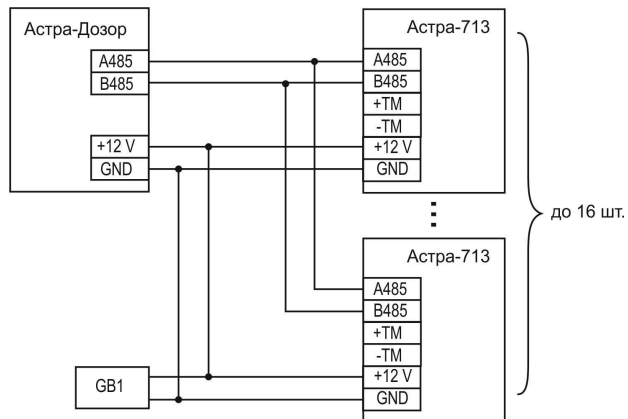 Астра-Дозор
A485
B485
+12 V
GND
Астра-713
A485
B485
+TM
-TM
+12 V
GND
до 16 шт.
Астра-713
A485
B485
+TM
-TM
+12 V
GND
GB1